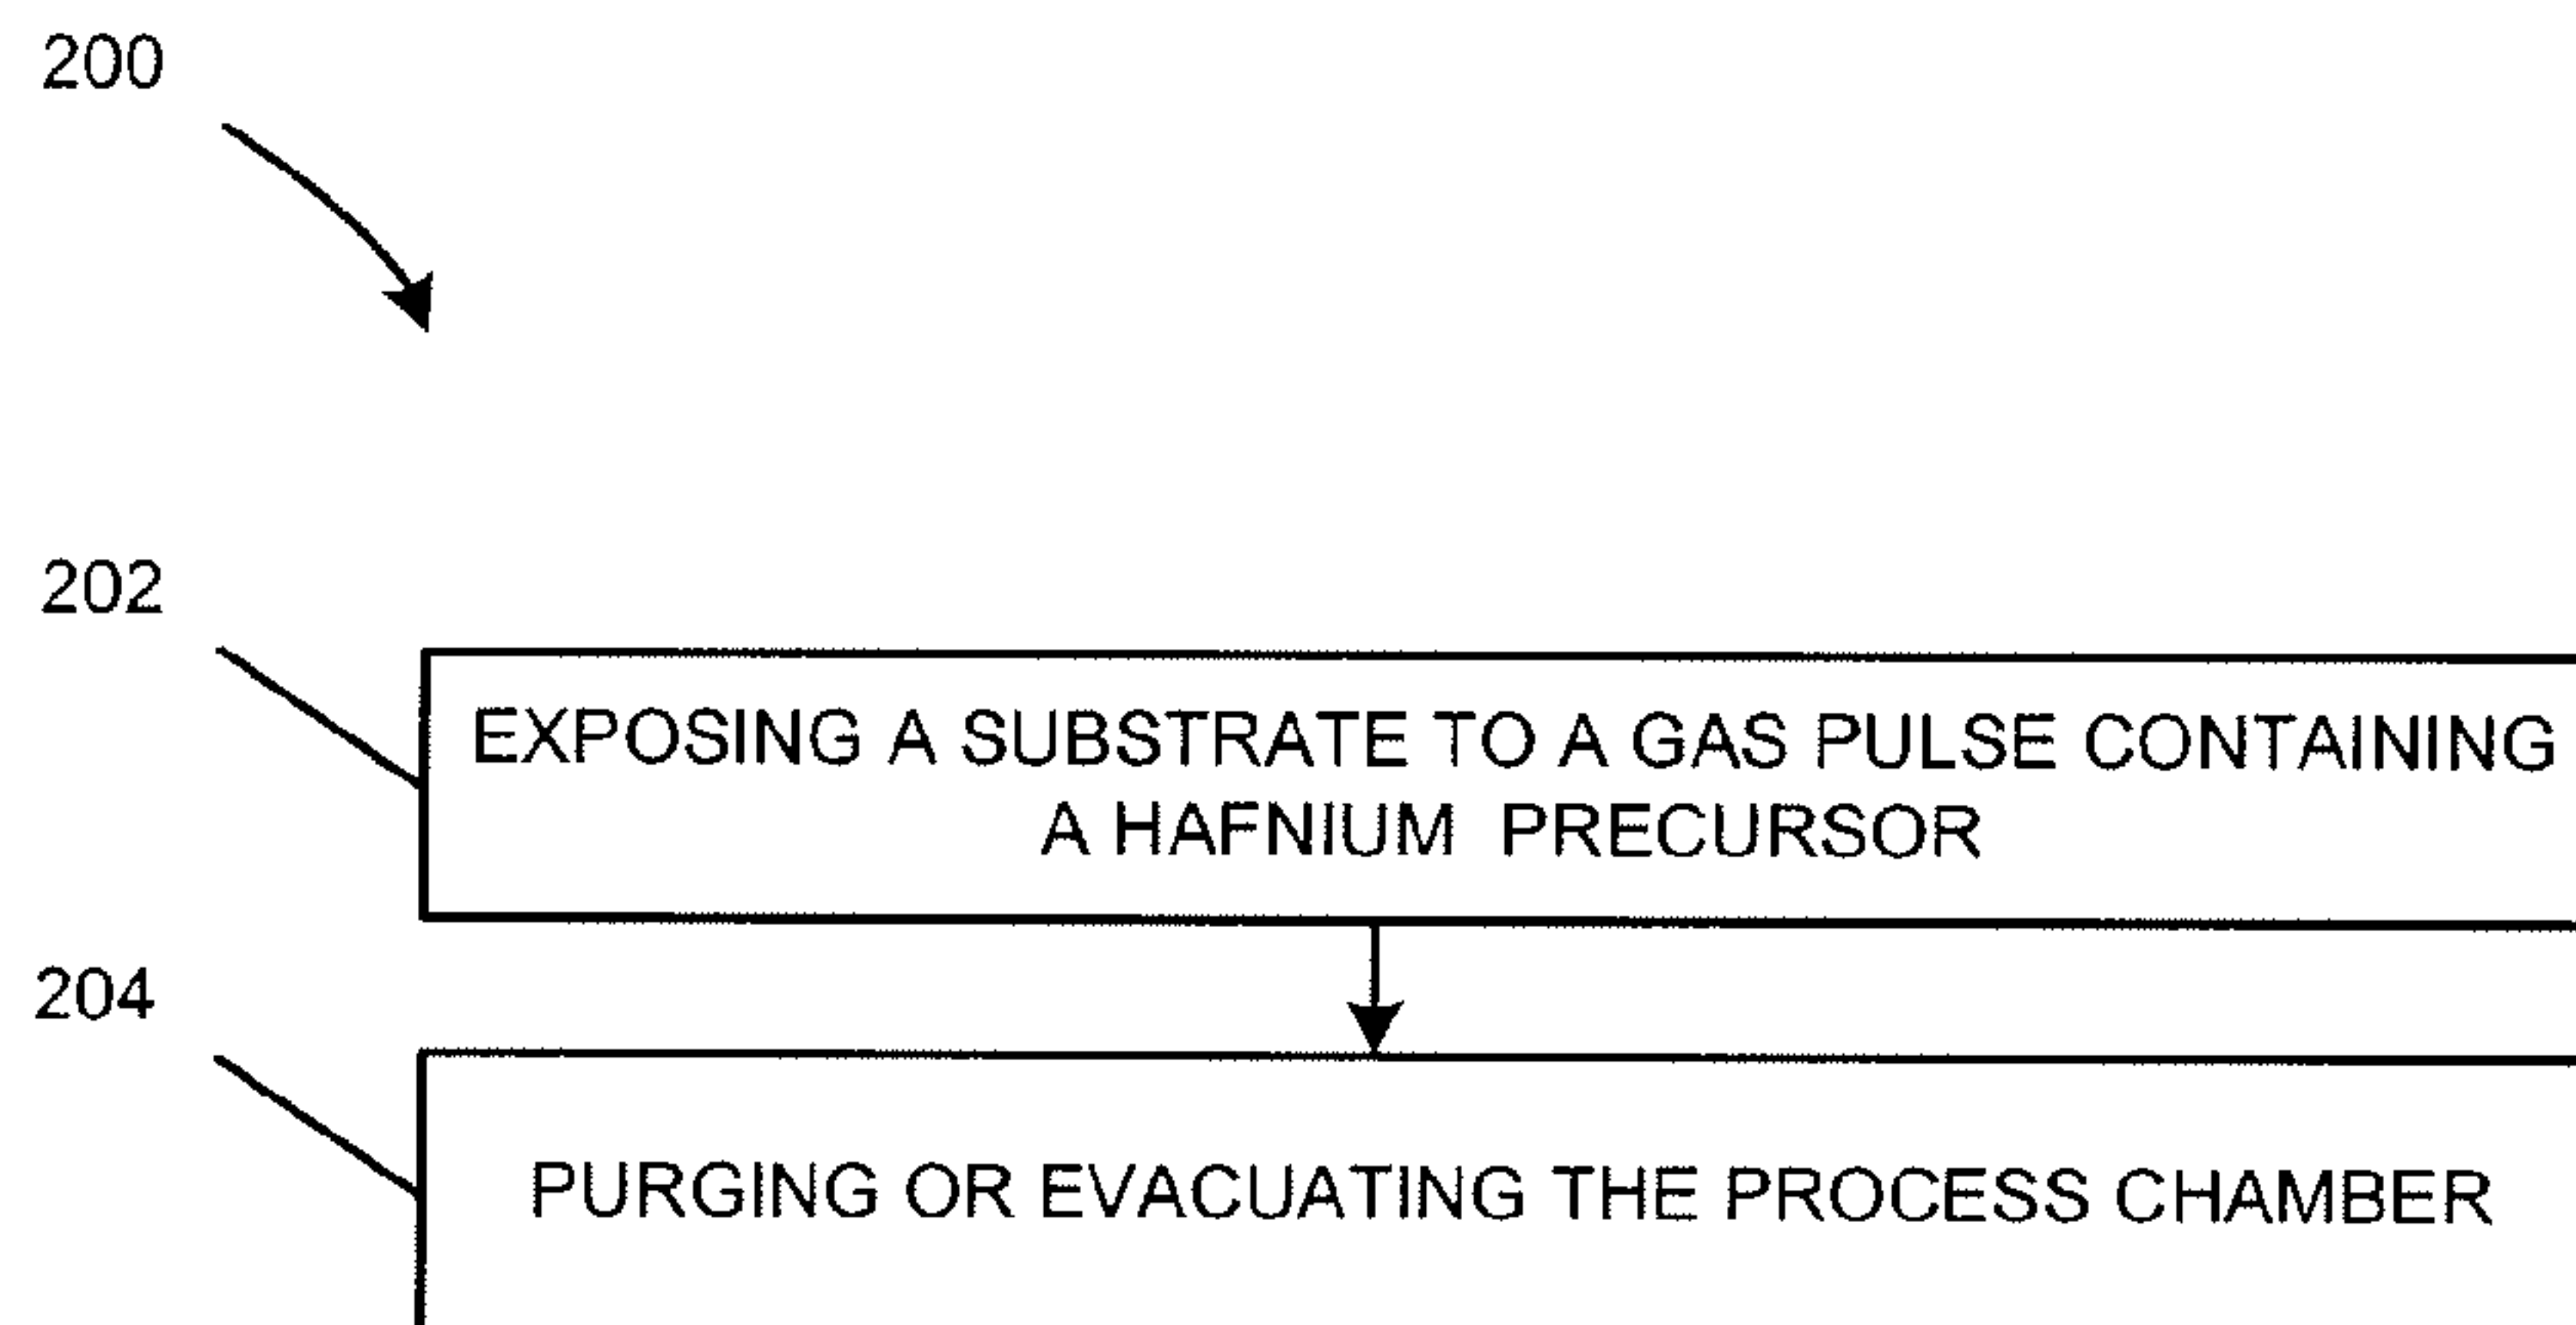 200
202
EXPOSING A SUBSTRATE TO A GAS PULSE CONTAINING
A HAFNIUM PRECURSOR
204
PURGING OR EVACUATING THE PROCESS CHAMBER